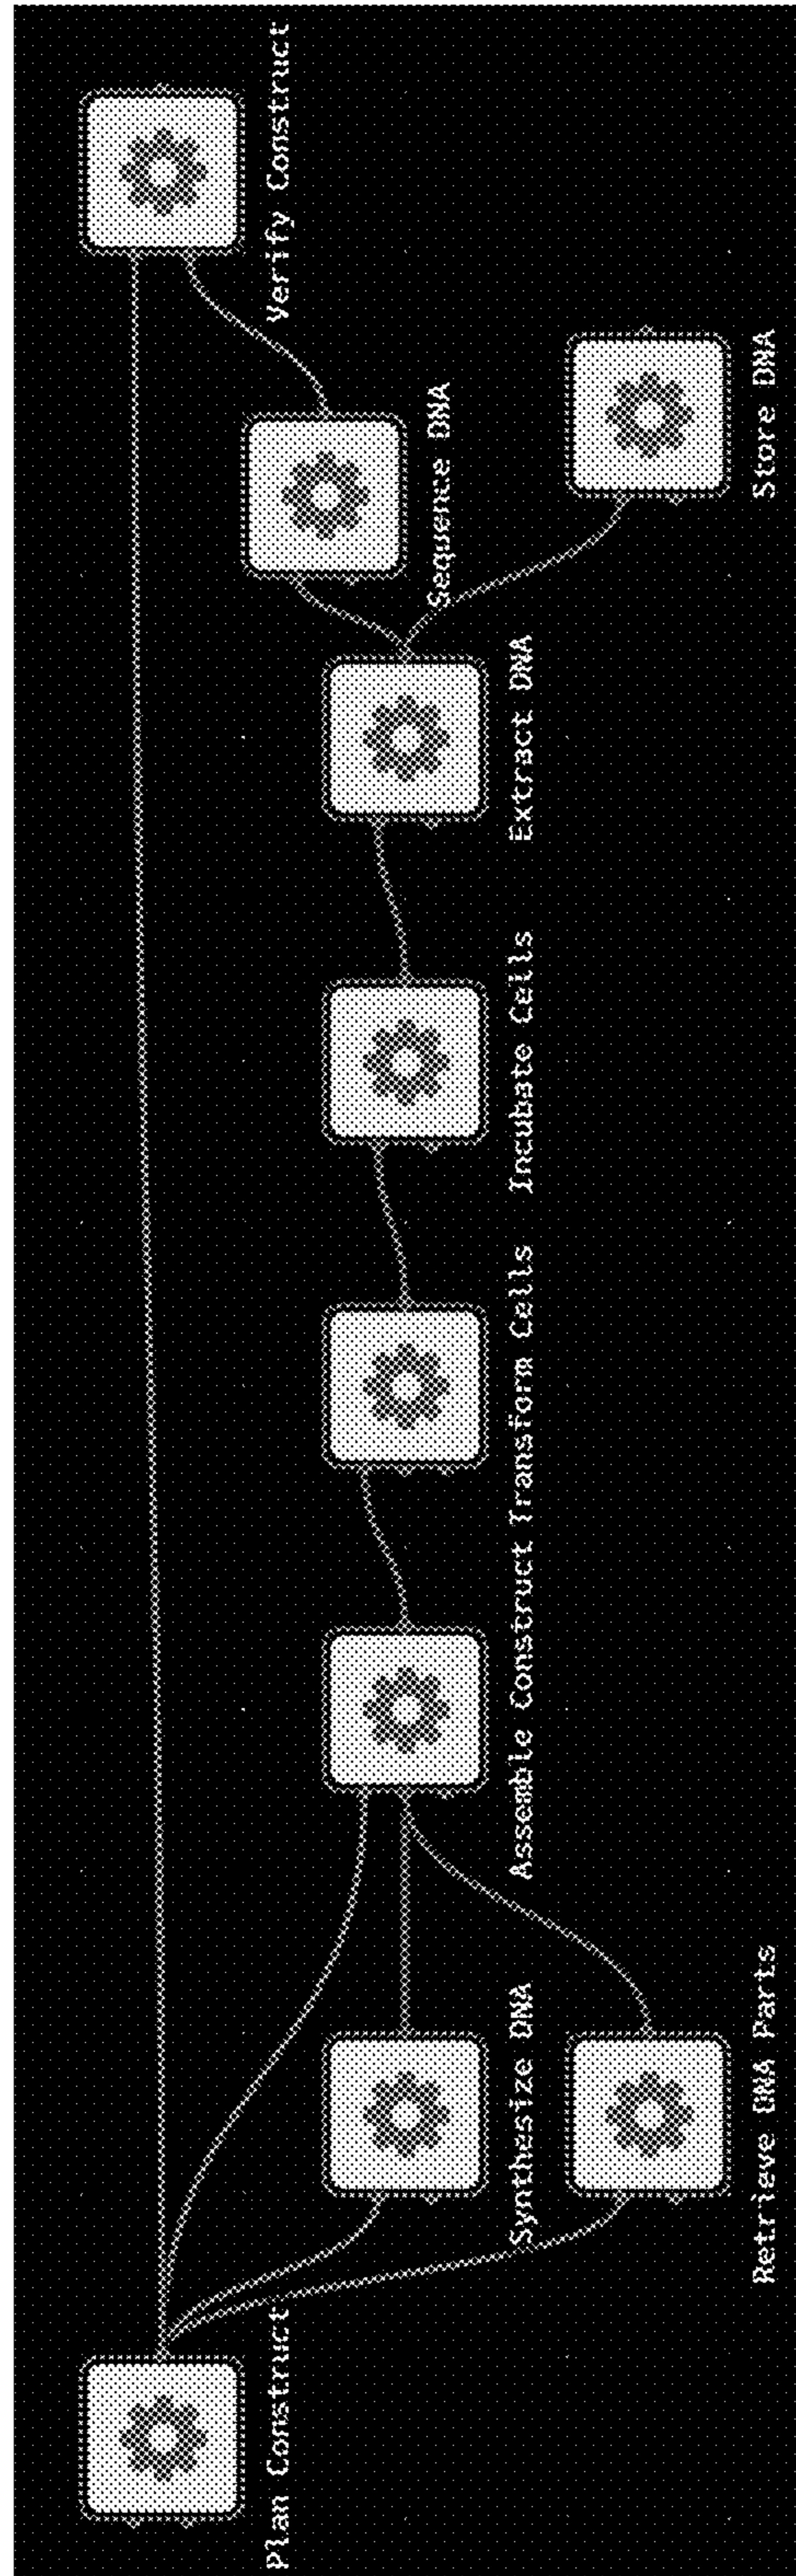 Plan Construct
Synthesize DNA
Retrieve DNA Parts
Assemble Construct
Transform Cells
Incubate Cells
Extract DNA
Sequence DNA
Store DNA
Verify Construct